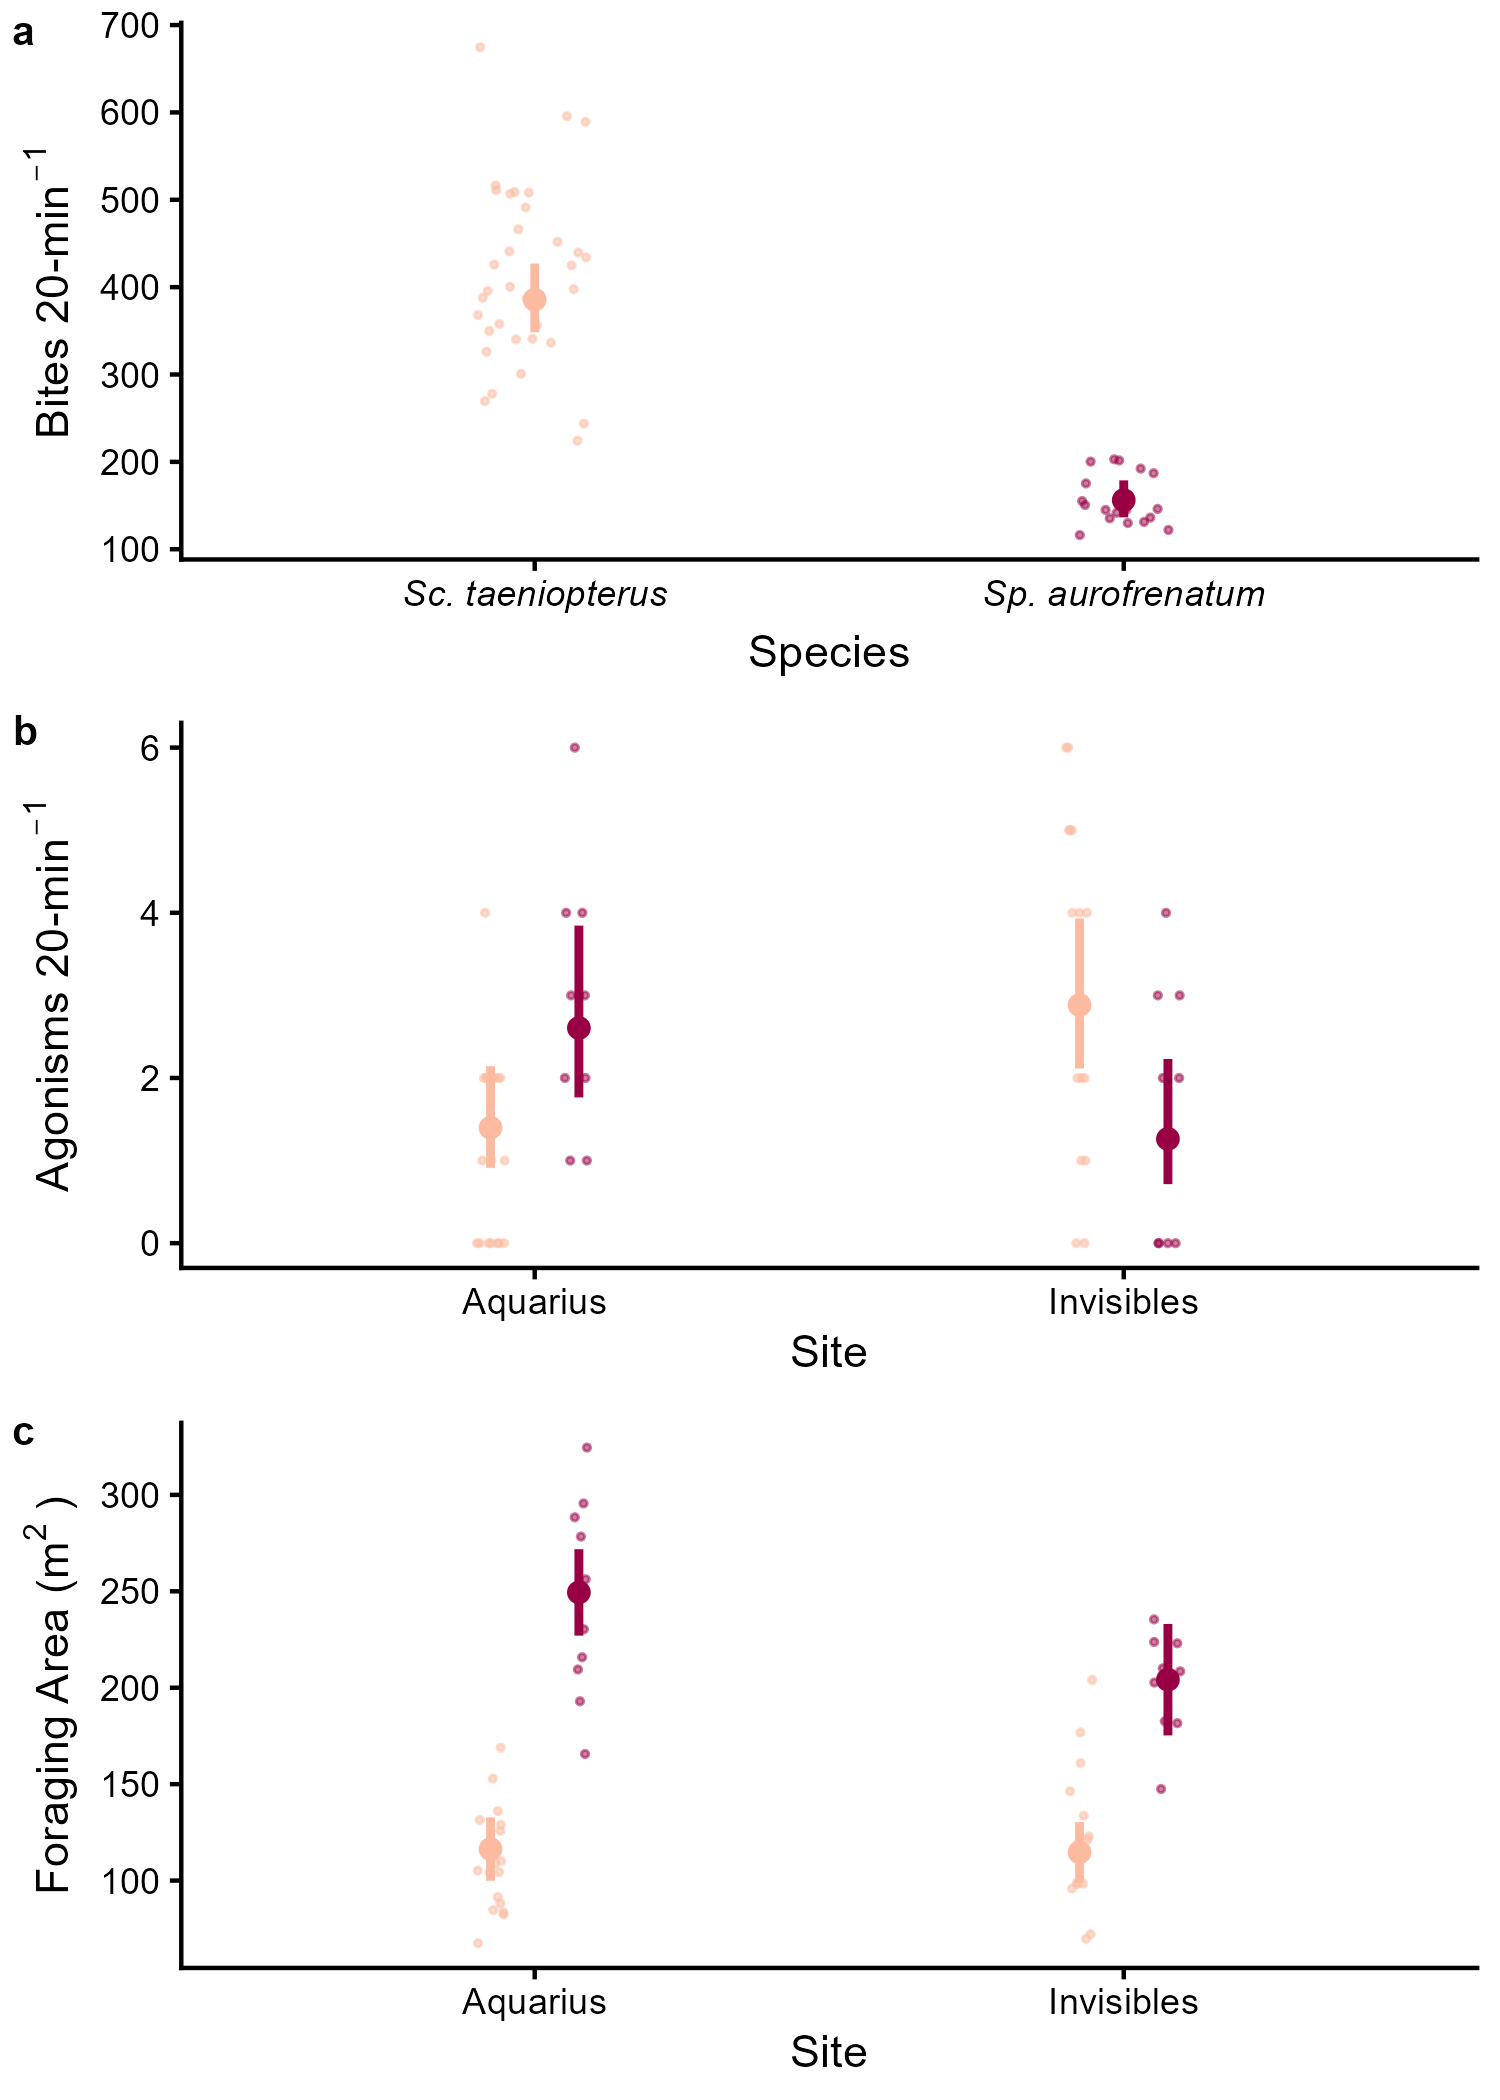 a
Bites 20-min⁻¹
700
600
500
400
300
200
100
Sc. taeniopterus
Sp. aurofrenatum
Species
b
Agonisms 20-min⁻¹
6
4
2
0
Aquarius
Invisibles
Site
c
Foraging Area (m²)
300
250
200
150
100
Aquarius
Invisibles
Site